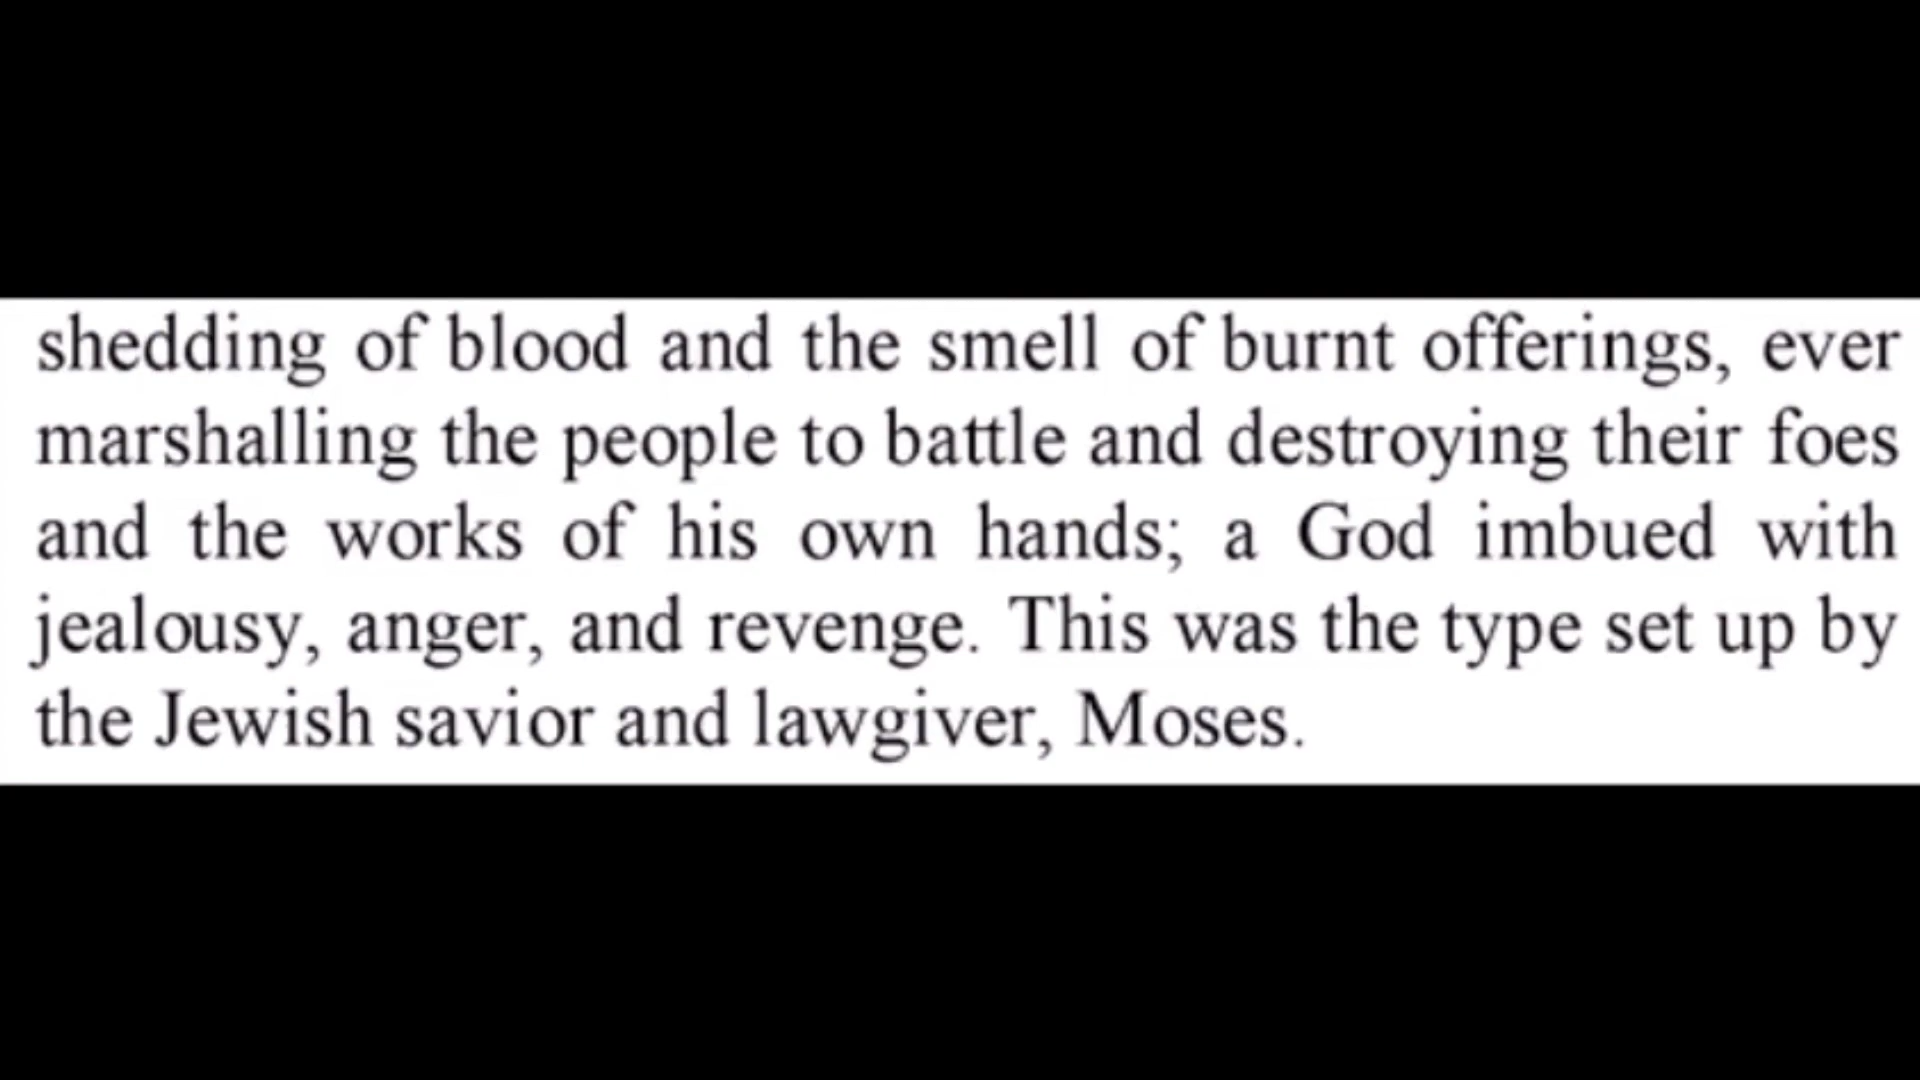 shedding of blood and the smell of burnt offerings, ever
marshalling the people to battle and destroying their foes
and the works of his own hands; a God imbued with
jealousy, anger, and revenge. This was the type set up by
the Jewish savior and lawgiver, Moses.